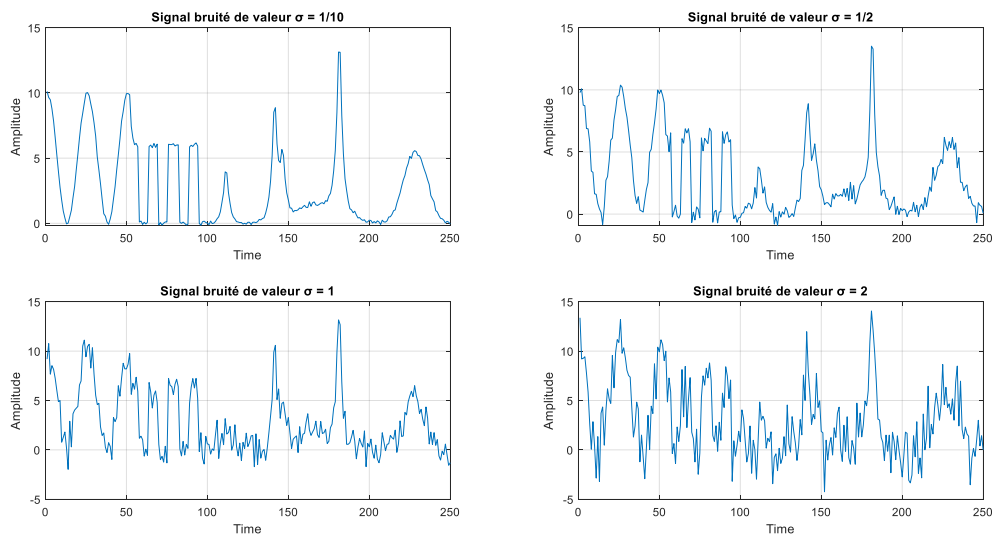 Signal bruité de valeur σ = 1/10
15
10
5
0
Amplitude
0 50 100 150 200 250
Time
Signal bruité de valeur σ = 1/2
15
10
5
0
Amplitude
0 50 100 150 200 250
Time
Signal bruité de valeur σ = 1
15
10
5
0
-5
Amplitude
0 50 100 150 200 250
Time
Signal bruité de valeur σ = 2
15
10
5
0
-5
Amplitude
0 50 100 150 200 250
Time